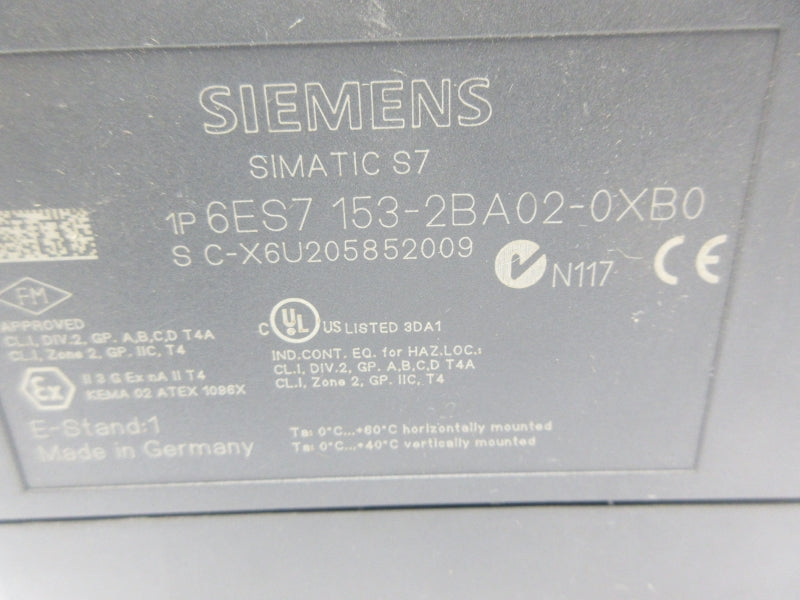 SIEMENS
SIMATIC S7
1P 6ES7 153-2BA02-0XB0
S C-X6U205852009
N117 CE
FM
APPROVED
CL.I, DIV.2, GP. A,B,C,D T4A
CL.I, Zone 2, GP. IIC, T4
C UL US LISTED 3DA1
IND.CONT. EQ. for HAZ.LOC.:
CL.I, DIV.2, GP. A,B,C,D T4A
CL.I, Zone 2, GP. IIC, T4
Ex II 3 G Ex nA II T4
KEMA 02 ATEX 1096X
E-Stand:1
Made in Germany
Ta: 0°C...+60°C horizontally mounted
Ta: 0°C...+40°C vertically mounted